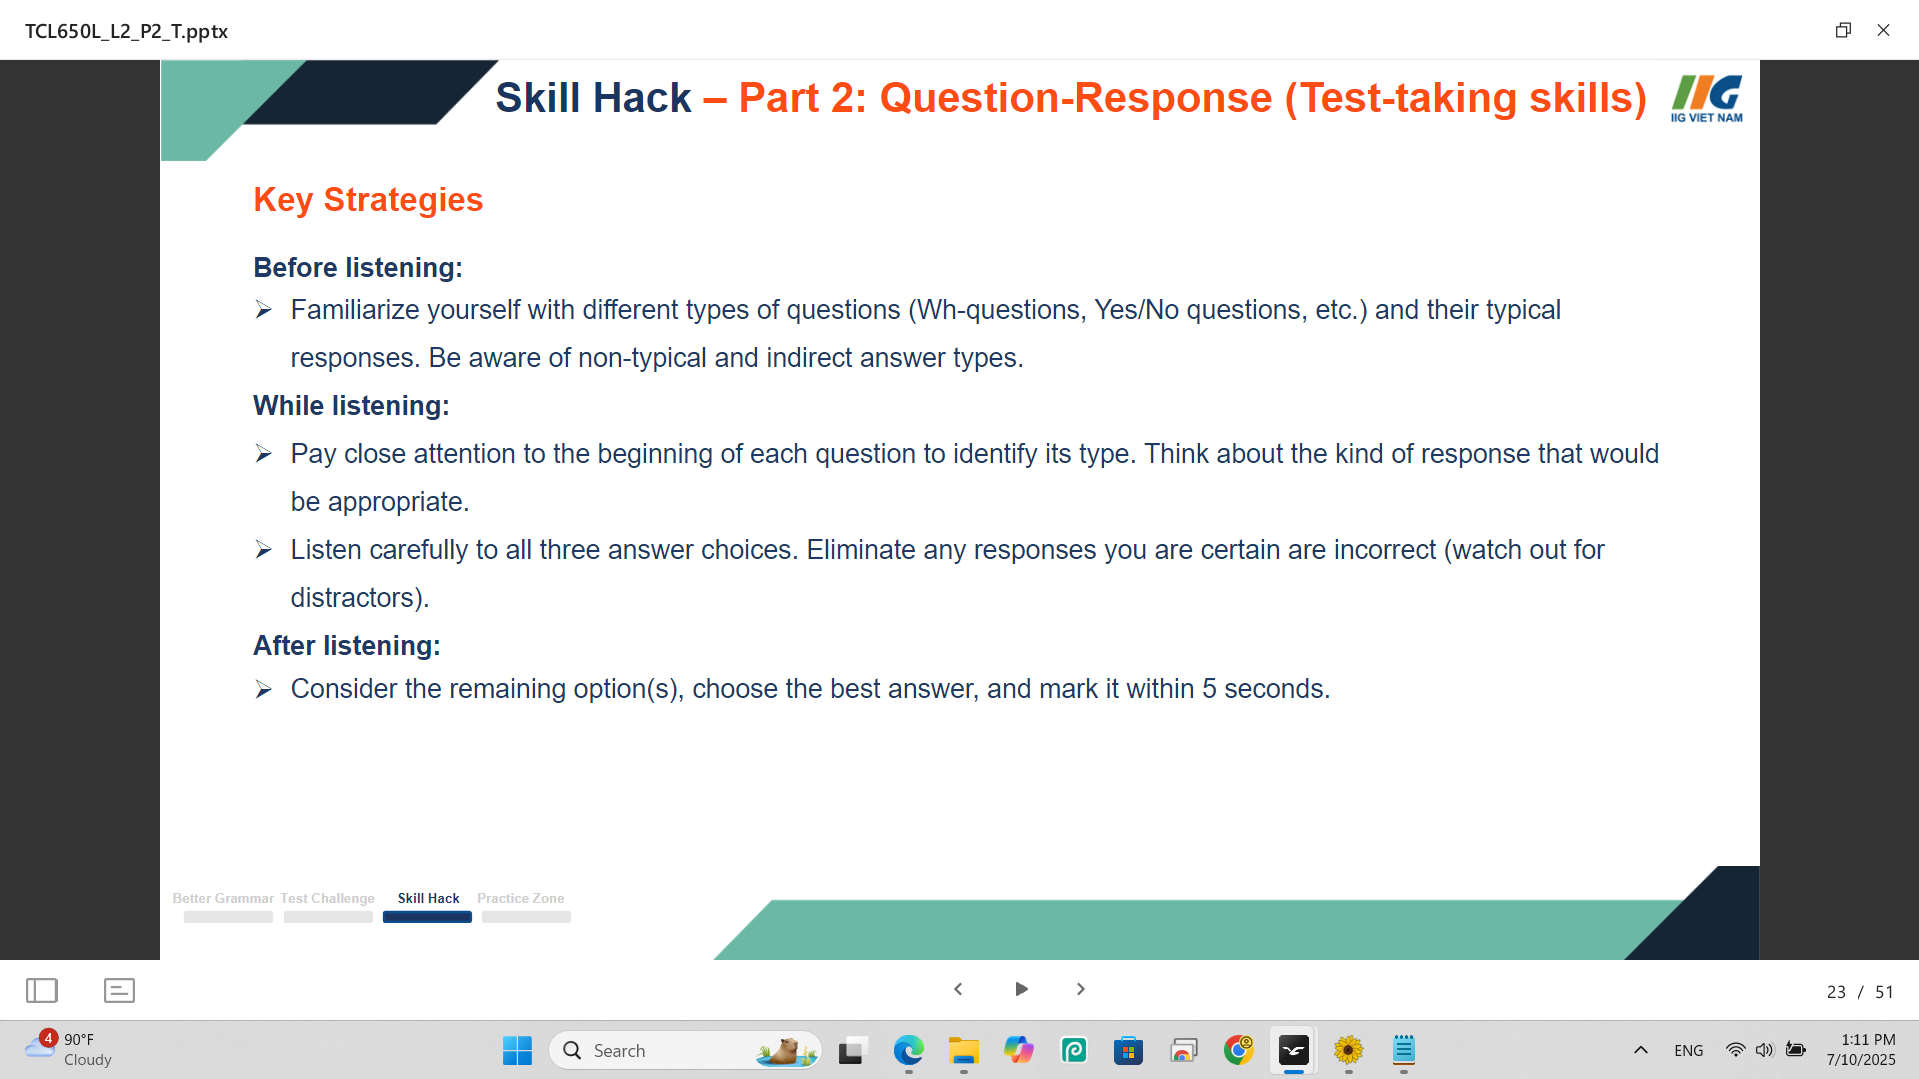 TCL650L_L2_P2_T.pptx
Skill Hack – Part 2: Question-Response (Test-taking skills)
IIG VIET NAM
Key Strategies
Before listening:
➢ Familiarize yourself with different types of questions (Wh-questions, Yes/No questions, etc.) and their typical
responses. Be aware of non-typical and indirect answer types.
While listening:
➢ Pay close attention to the beginning of each question to identify its type. Think about the kind of response that would
be appropriate.
➢ Listen carefully to all three answer choices. Eliminate any responses you are certain are incorrect (watch out for
distractors).
After listening:
➢ Consider the remaining option(s), choose the best answer, and mark it within 5 seconds.
Better Grammar Test Challenge Skill Hack Practice Zone
23 / 51
4
90°F
Cloudy
Search
ENG
1:11 PM
7/10/2025